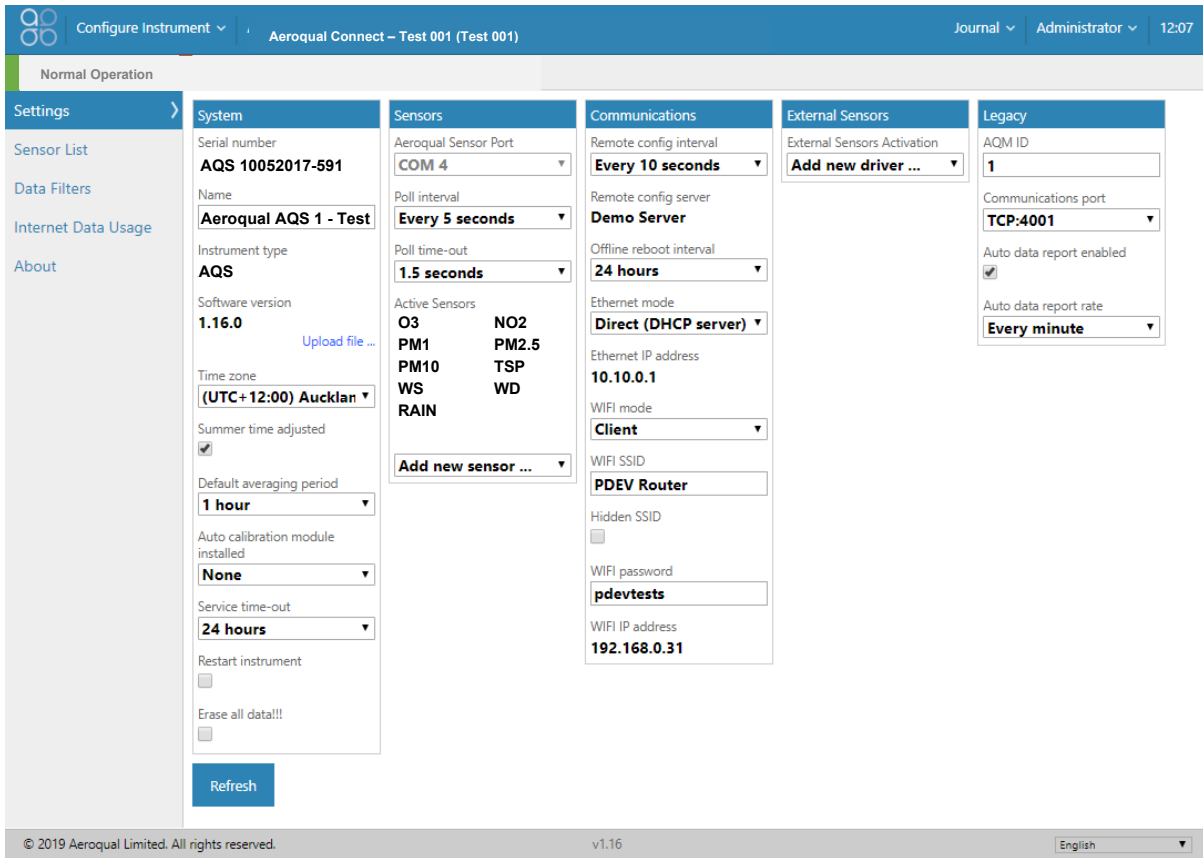 Configure Instrument
Aeroqual Connect – Test 001 (Test 001)
Journal
Administrator
12:07
Normal Operation
Settings
Sensor List
Data Filters
Internet Data Usage
About
System
Serial number
AQS 10052017-591
Name
Aeroqual AQS 1 - Test
Instrument type
AQS
Software version
1.16.0
Upload file ...
Time zone
(UTC+12:00) Aucklan
Summer time adjusted
Default averaging period
1 hour
Auto calibration module
installed
None
Service time-out
24 hours
Restart instrument
Erase all data!!!
Refresh
Sensors
Aeroqual Sensor Port
COM 4
Poll interval
Every 5 seconds
Poll time-out
1.5 seconds
Active Sensors
O3 NO2
PM1 PM2.5
PM10 TSP
WS WD
RAIN
Add new sensor ...
Communications
Remote config interval
Every 10 seconds
Remote config server
Demo Server
Offline reboot interval
24 hours
Ethernet mode
Direct (DHCP server)
Ethernet IP address
10.10.0.1
WIFI mode
Client
WIFI SSID
PDEV Router
Hidden SSID
WIFI password
pdevtests
WIFI IP address
192.168.0.31
External Sensors
External Sensors Activation
Add new driver ...
Legacy
AQM ID
1
Communications port
TCP:4001
Auto data report enabled
Auto data report rate
Every minute
© 2019 Aeroqual Limited. All rights reserved.
v1.16
English